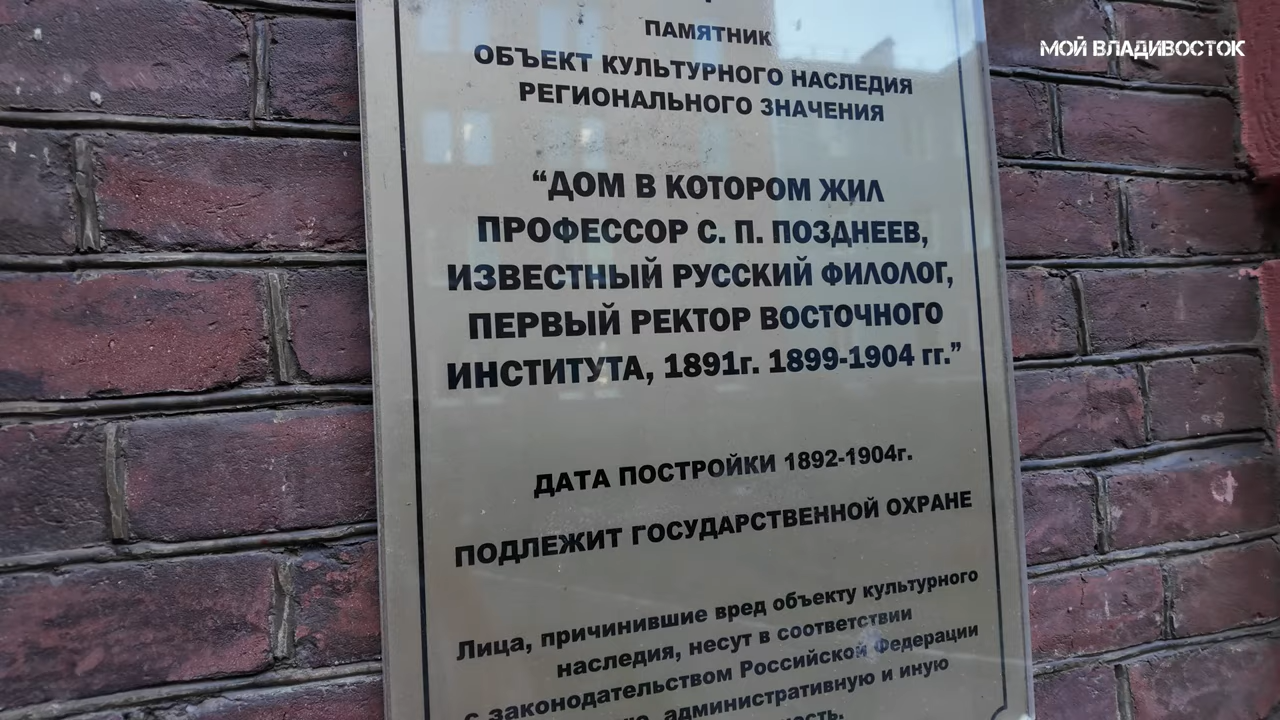 МОЙ ВЛАДИВОСТОК
ПАМЯТНИК
ОБЪЕКТ КУЛЬТУРНОГО НАСЛЕДИЯ
РЕГИОНАЛЬНОГО ЗНАЧЕНИЯ
“ДОМ В КОТОРОМ ЖИЛ
ПРОФЕССОР С. П. ПОЗДНЕЕВ,
ИЗВЕСТНЫЙ РУССКИЙ ФИЛОЛОГ,
ПЕРВЫЙ РЕКТОР ВОСТОЧНОГО
ИНСТИТУТА, 1891г. 1899-1904 гг.”
ДАТА ПОСТРОЙКИ 1892-1904г.
ПОДЛЕЖИТ ГОСУДАРСТВЕННОЙ ОХРАНЕ
Лица, причинившие вред объекту культурного
наследия, несут в соответствии
с законодательством Российской Федерации
административную и иную